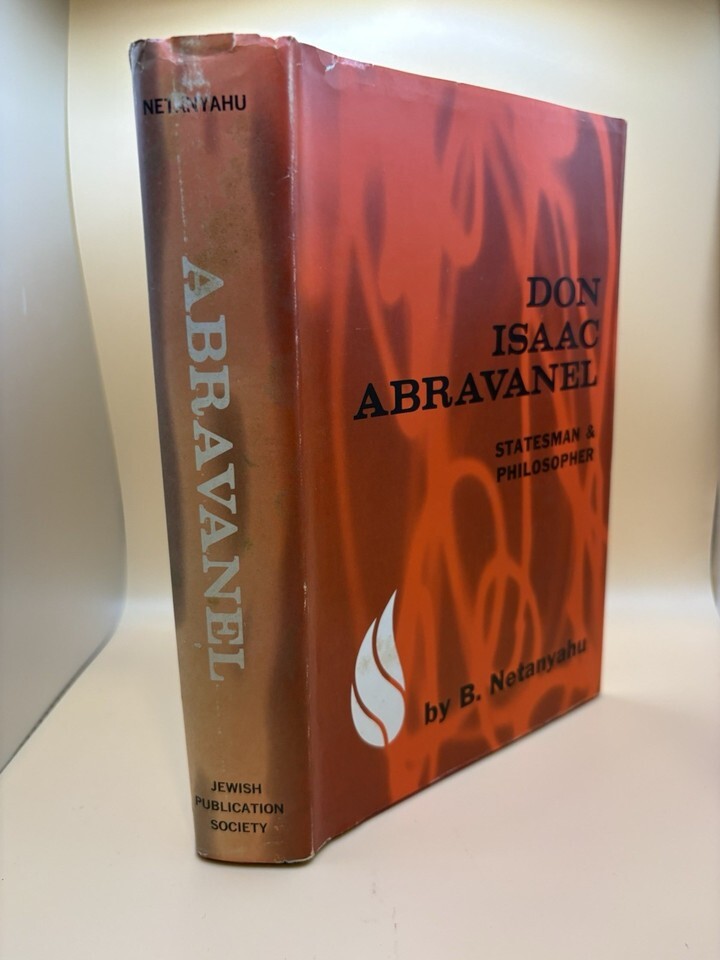 NETANYAHU
ABRAVANEL
JEWISH
PUBLICATION
SOCIETY
DON
ISAAC
ABRAVANEL
STATESMAN &
PHILOSOPHER
by B. Netanyahu